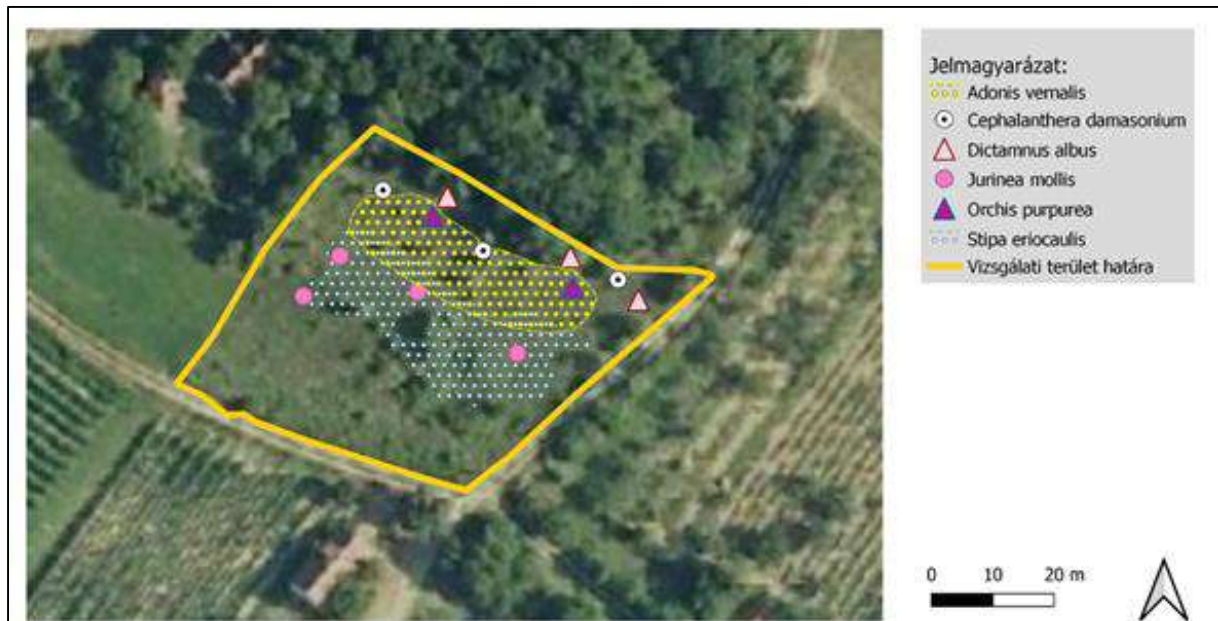 Jelmagyarázat:
Adonis vernalis
Cephalanthera damasonium
Dictamnus albus
Jurinea mollis
Orchis purpurea
Stipa eriocaulis
Vizsgálati terület határa
0 10 20 m